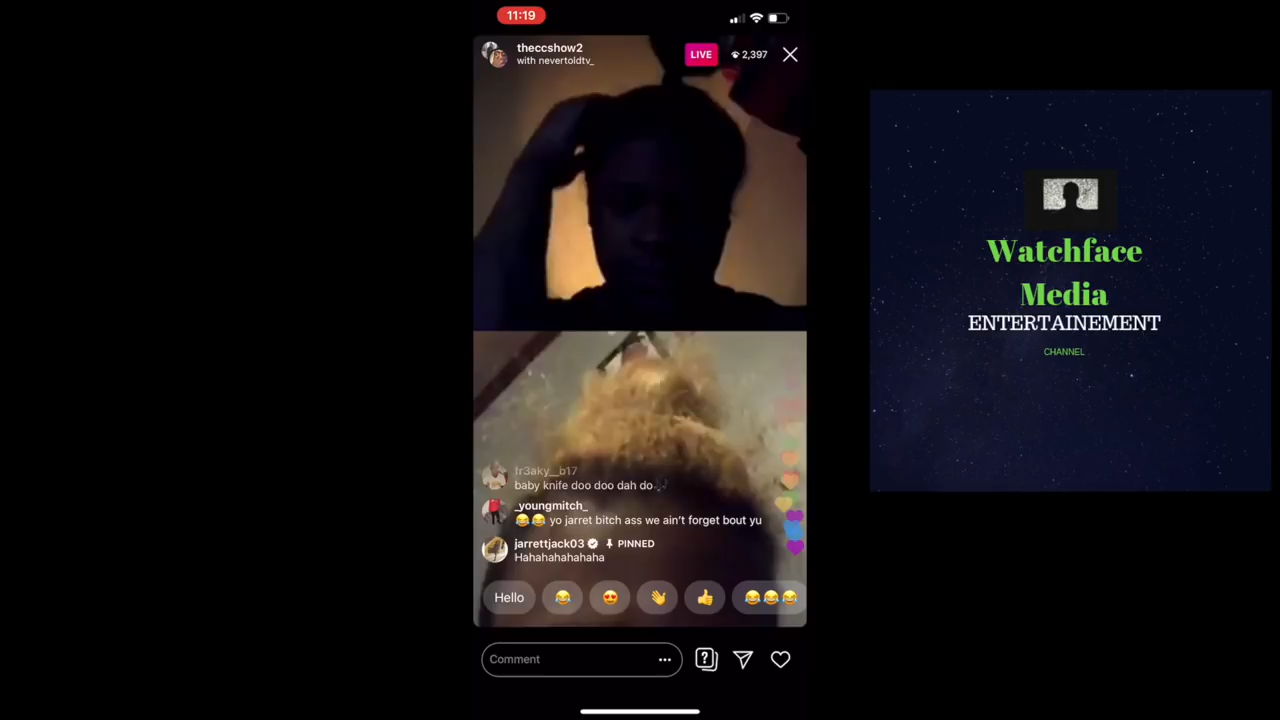 11:19
theccshow2
with nevertoldtv_
LIVE
2,397
fr3aky__b17
baby knife doo doo dah do
_youngmitch_
😂😂 yo jarret bitch ass we ain't forget bout yu
jarrettjack03 PINNED
Hahahahahahaha
Hello 😂 😍 👋 👍 😂😂😂
Comment
Watchface
Media
ENTERTAINEMENT
CHANNEL